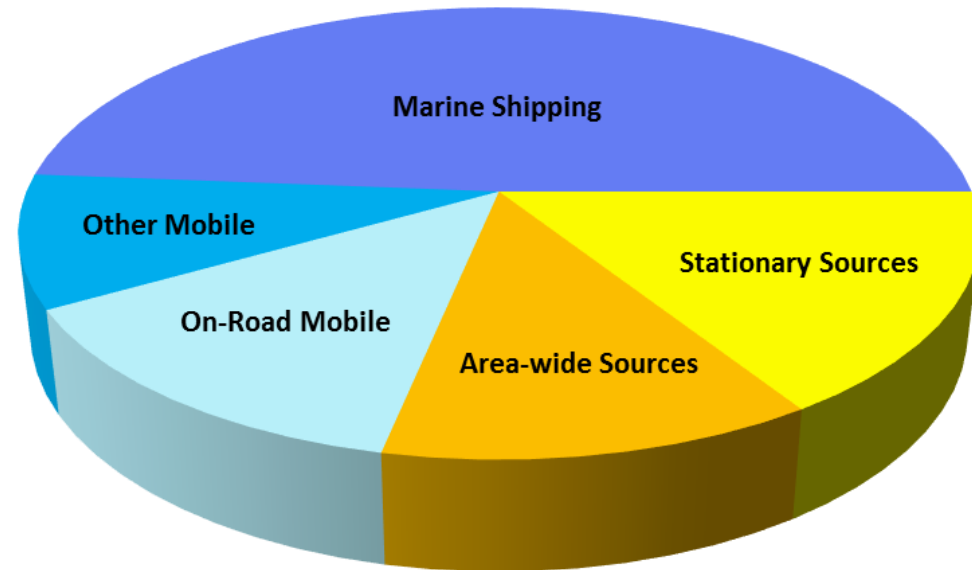 Marine Shipping
Other Mobile
Stationary Sources
On-Road Mobile
Area-wide Sources